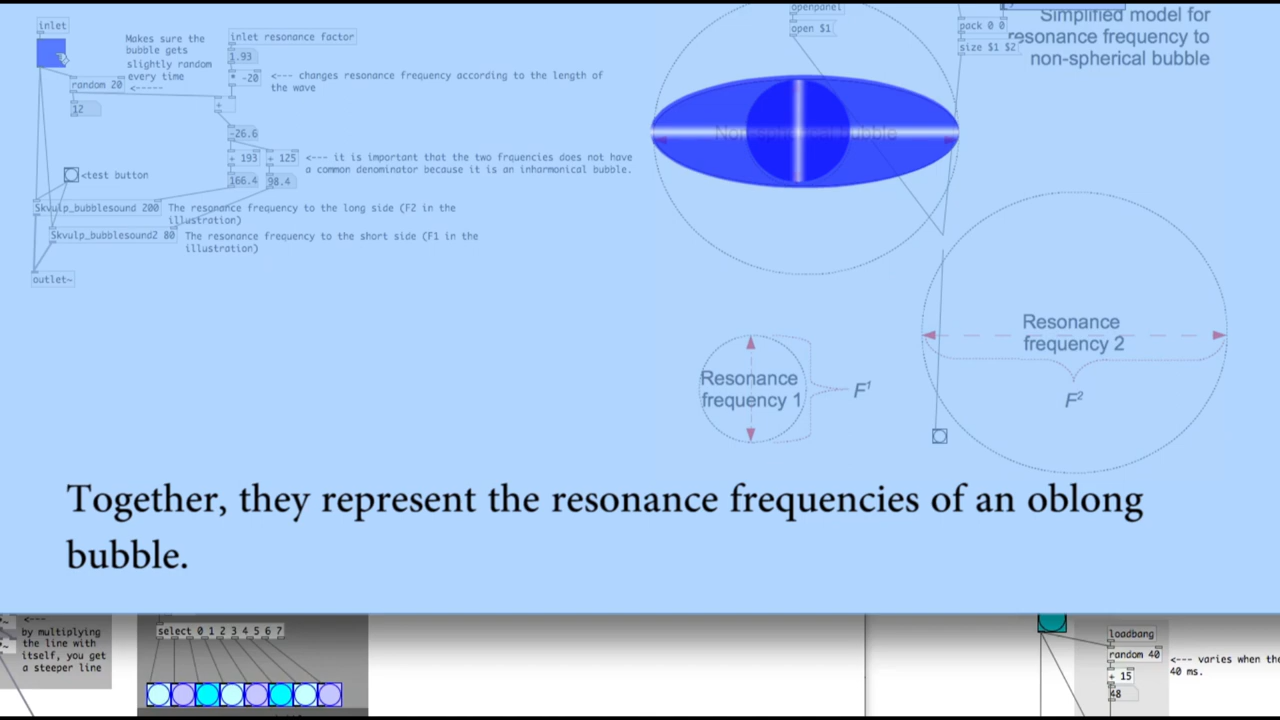 inlet
Makes sure the
bubble gets
slightly random
every time
<-----
random 20
12
inlet resonance factor
1.93
* -20
<--- changes resonance frequency according to the length of
the wave
+
-26.6
+ 193
+ 125
<--- it is important that the two frquencies does not have
a common denominator because it is an inharmonical bubble.
166.4
98.4
<test button
Skvulp_bubblesound 200
The resonance frequency to the long side (F2 in the
illustration)
Skvulp_bubblesound2 80
The resonance frequency to the short side (F1 in the
illustration)
outlet~
openpanel
open $1
pack 0 0
size $1 $2
Simplified model for
resonance frequency to
non-spherical bubble
Non-spherical bubble
Resonance
frequency 1
F1
Resonance
frequency 2
F2
Together, they represent the resonance frequencies of an oblong
bubble.
<---
by multiplying
the line with
itself, you get
a steeper line
select 0 1 2 3 4 5 6 7
loadbang
random 40
+ 15
48
<--- varies when the
40 ms.